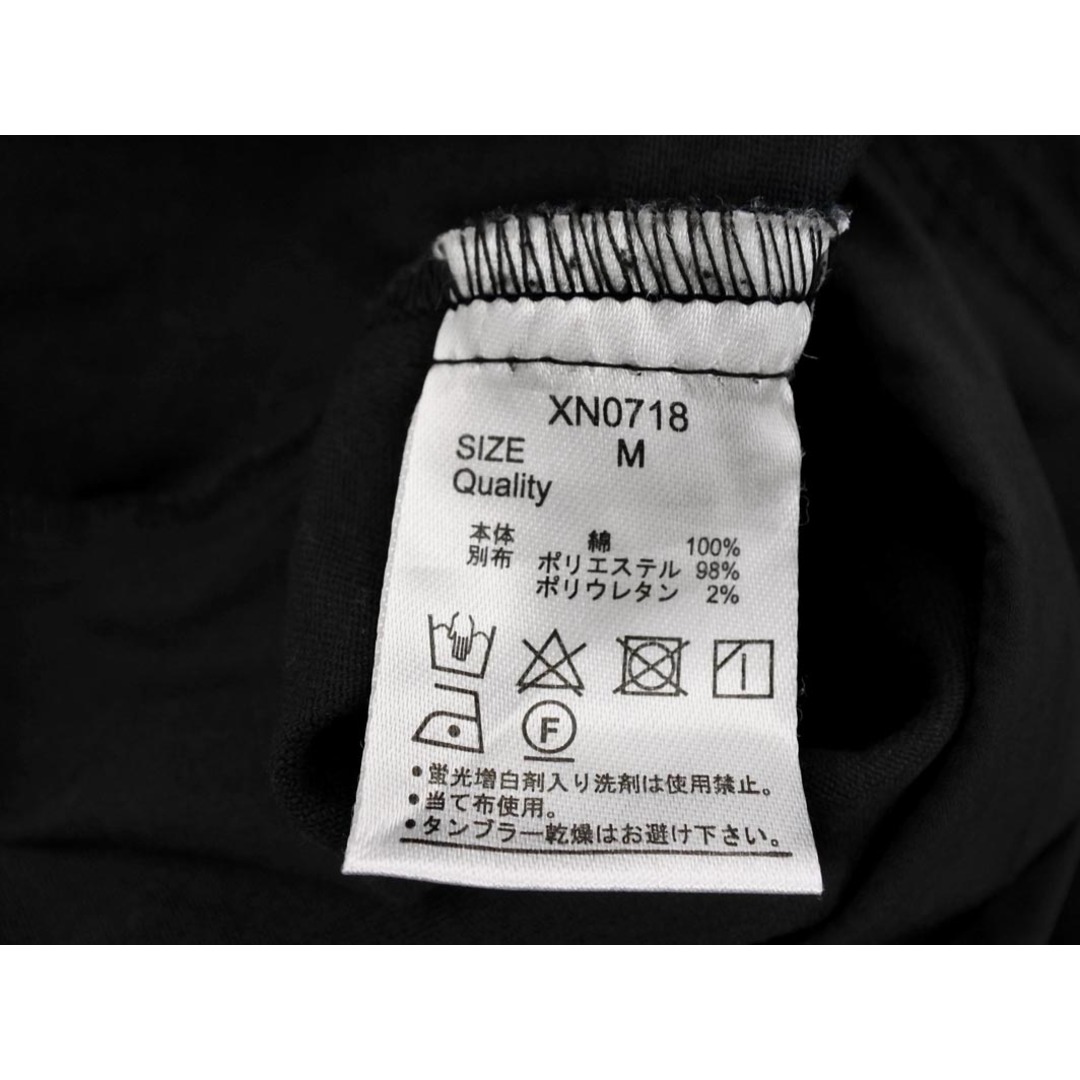 XN0718
SIZE M
Quality
本体 綿 100%
別布 ポリエステル 98%
ポリウレタン 2%
F
•蛍光増白剤入り洗剤は使用禁止。
•当て布使用。
•タンブラー乾燥はお避け下さい。